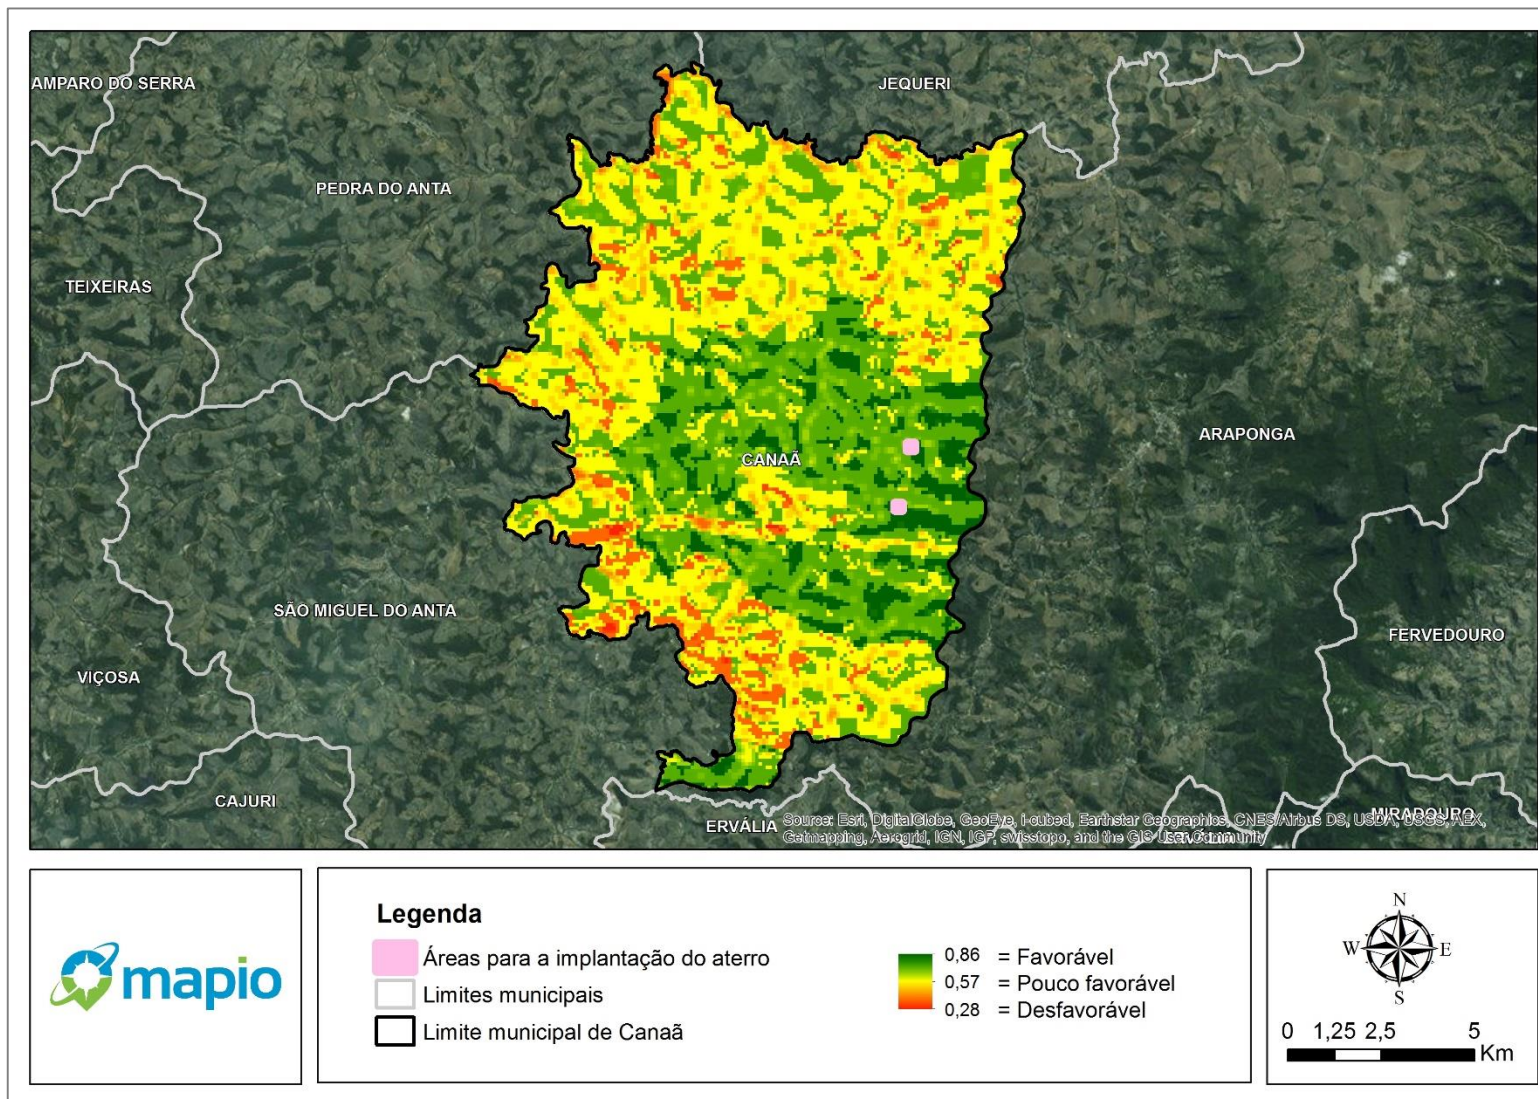 AMPARO DO SERRA
JEQUERI
PEDRA DO ANTA
TEIXEIRAS
ARAPONGA
CANAÃ
SÃO MIGUEL DO ANTA
FERVEDOURO
VIÇOSA
CAJURI
ERVÁLIA
MIRADOURO
Source: Esri, DigitalGlobe, GeoEye, i-cubed, Earthstar Geographics, CNES/Airbus DS, USDA, USGS, AEX,
Getmapping, Aerogrid, IGN, IGP, swisstopo, and the GIS User Community
mapio
Legenda
Áreas para a implantação do aterro
Limites municipais
Limite municipal de Canaã
0,86 = Favorável
0,57 = Pouco favorável
0,28 = Desfavorável
N
W E
S
0 1,25 2,5 5
Km